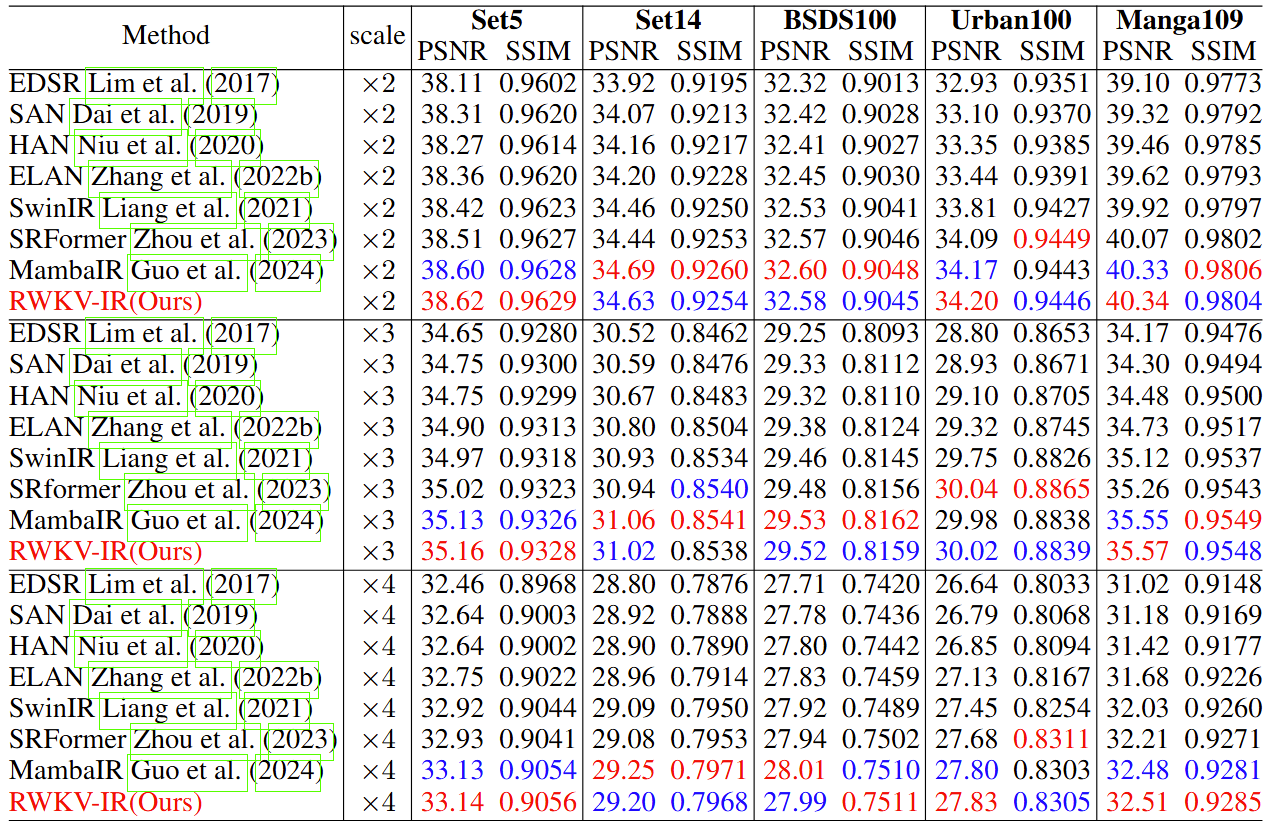 Method scale Set5 Set14 BSDS100 Urban100 Manga109
PSNR SSIM PSNR SSIM PSNR SSIM PSNR SSIM PSNR SSIM
EDSR Lim et al. (2017) ×2 38.11 0.9602 33.92 0.9195 32.32 0.9013 32.93 0.9351 39.10 0.9773
SAN Dai et al. (2019) ×2 38.31 0.9620 34.07 0.9213 32.42 0.9028 33.10 0.9370 39.32 0.9792
HAN Niu et al. (2020) ×2 38.27 0.9614 34.16 0.9217 32.41 0.9027 33.35 0.9385 39.46 0.9785
ELAN Zhang et al. (2022b) ×2 38.36 0.9620 34.20 0.9228 32.45 0.9030 33.44 0.9391 39.62 0.9793
SwinIR Liang et al. (2021) ×2 38.42 0.9623 34.46 0.9250 32.53 0.9041 33.81 0.9427 39.92 0.9797
SRFormer Zhou et al. (2023) ×2 38.51 0.9627 34.44 0.9253 32.57 0.9046 34.09 0.9449 40.07 0.9802
MambaIR Guo et al. (2024) ×2 38.60 0.9628 34.69 0.9260 32.60 0.9048 34.17 0.9443 40.33 0.9806
RWKV-IR(Ours) ×2 38.62 0.9629 34.63 0.9254 32.58 0.9045 34.20 0.9446 40.34 0.9804
EDSR Lim et al. (2017) ×3 34.65 0.9280 30.52 0.8462 29.25 0.8093 28.80 0.8653 34.17 0.9476
SAN Dai et al. (2019) ×3 34.75 0.9300 30.59 0.8476 29.33 0.8112 28.93 0.8671 34.30 0.9494
HAN Niu et al. (2020) ×3 34.75 0.9299 30.67 0.8483 29.32 0.8110 29.10 0.8705 34.48 0.9500
ELAN Zhang et al. (2022b) ×3 34.90 0.9313 30.80 0.8504 29.38 0.8124 29.32 0.8745 34.73 0.9517
SwinIR Liang et al. (2021) ×3 34.97 0.9318 30.93 0.8534 29.46 0.8145 29.75 0.8826 35.12 0.9537
SRformer Zhou et al. (2023) ×3 35.02 0.9323 30.94 0.8540 29.48 0.8156 30.04 0.8865 35.26 0.9543
MambaIR Guo et al. (2024) ×3 35.13 0.9326 31.06 0.8541 29.53 0.8162 29.98 0.8838 35.55 0.9549
RWKV-IR(Ours) ×3 35.16 0.9328 31.02 0.8538 29.52 0.8159 30.02 0.8839 35.57 0.9548
EDSR Lim et al. (2017) ×4 32.46 0.8968 28.80 0.7876 27.71 0.7420 26.64 0.8033 31.02 0.9148
SAN Dai et al. (2019) ×4 32.64 0.9003 28.92 0.7888 27.78 0.7436 26.79 0.8068 31.18 0.9169
HAN Niu et al. (2020) ×4 32.64 0.9002 28.90 0.7890 27.80 0.7442 26.85 0.8094 31.42 0.9177
ELAN Zhang et al. (2022b) ×4 32.75 0.9022 28.96 0.7914 27.83 0.7459 27.13 0.8167 31.68 0.9226
SwinIR Liang et al. (2021) ×4 32.92 0.9044 29.09 0.7950 27.92 0.7489 27.45 0.8254 32.03 0.9260
SRFormer Zhou et al. (2023) ×4 32.93 0.9041 29.08 0.7953 27.94 0.7502 27.68 0.8311 32.21 0.9271
MambaIR Guo et al. (2024) ×4 33.13 0.9054 29.25 0.7971 28.01 0.7510 27.80 0.8303 32.48 0.9281
RWKV-IR(Ours) ×4 33.14 0.9056 29.20 0.7968 27.99 0.7511 27.83 0.8305 32.51 0.9285